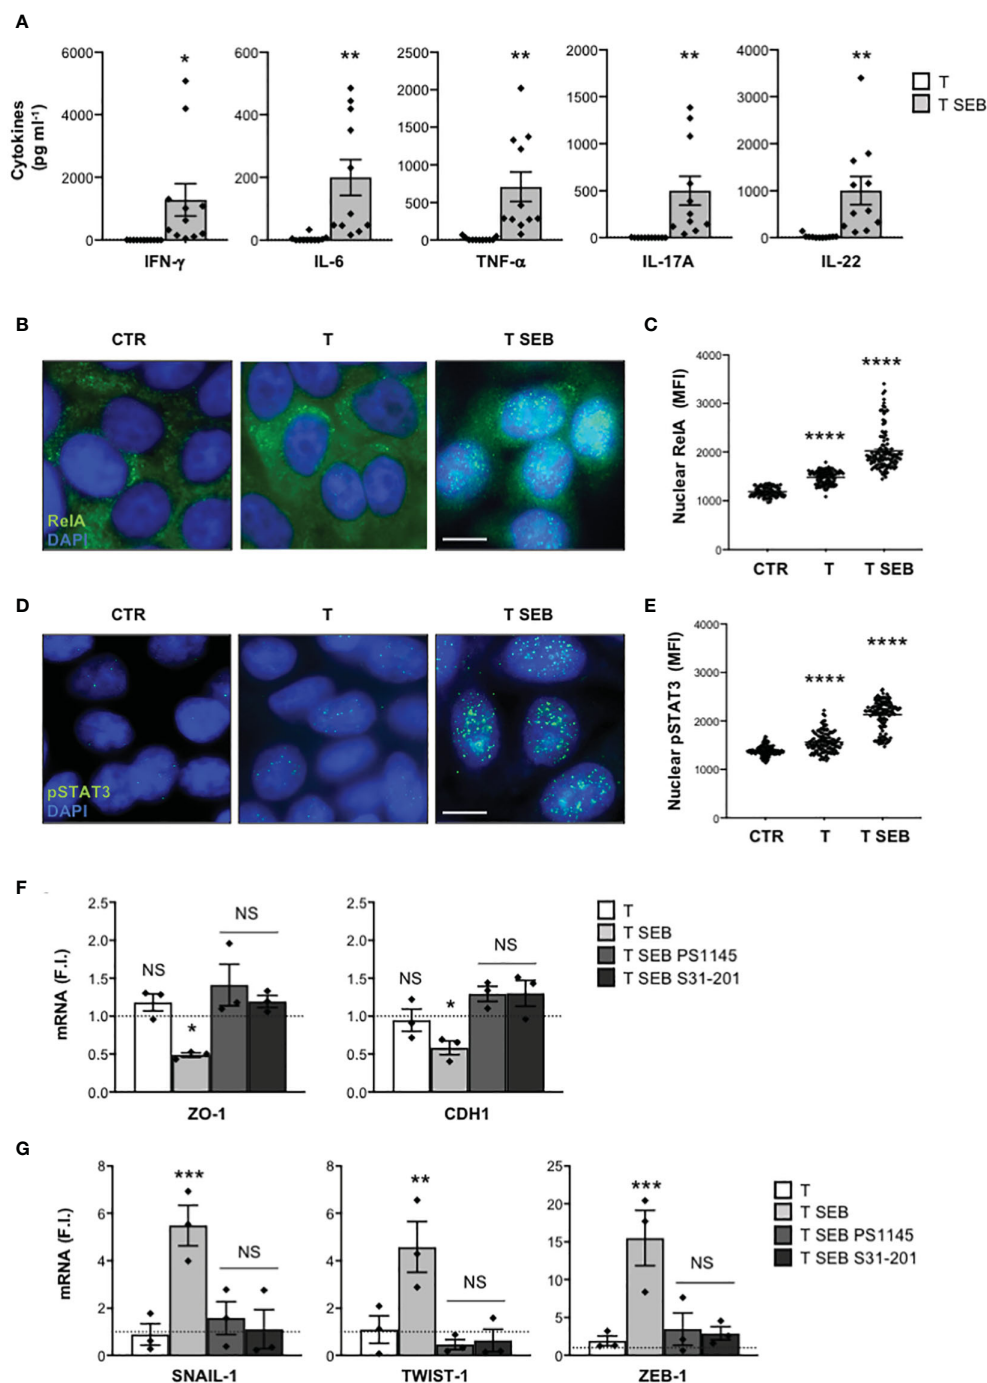 A
Cytokines
(pg ml-1)
6000
4000
2000
0
*
IFN-γ
600
400
200
0
**
IL-6
2500
2000
1500
1000
500
0
**
TNF-α
2000
1500
1000
500
0
**
IL-17A
4000
3000
2000
1000
0
**
IL-22
T
T SEB
B
CTR
T
T SEB
RelA
DAPI
C
Nuclear RelA (MFI)
4000
3000
2000
1000
0
****
****
CTR
T
T SEB
D
CTR
T
T SEB
pSTAT3
DAPI
E
Nuclear pSTAT3 (MFI)
4000
3000
2000
1000
0
****
****
CTR
T
T SEB
F
mRNA (F.I.)
2.5
2.0
1.5
1.0
0.5
0.0
NS
*
NS
ZO-1
2.5
2.0
1.5
1.0
0.5
0.0
NS
*
NS
CDH1
T
T SEB
T SEB PS1145
T SEB S31-201
G
mRNA (F.I.)
8
6
4
2
0
***
NS
SNAIL-1
8
6
4
2
0
**
NS
TWIST-1
25
20
15
10
5
0
***
NS
ZEB-1
T
T SEB
T SEB PS1145
T SEB S31-201